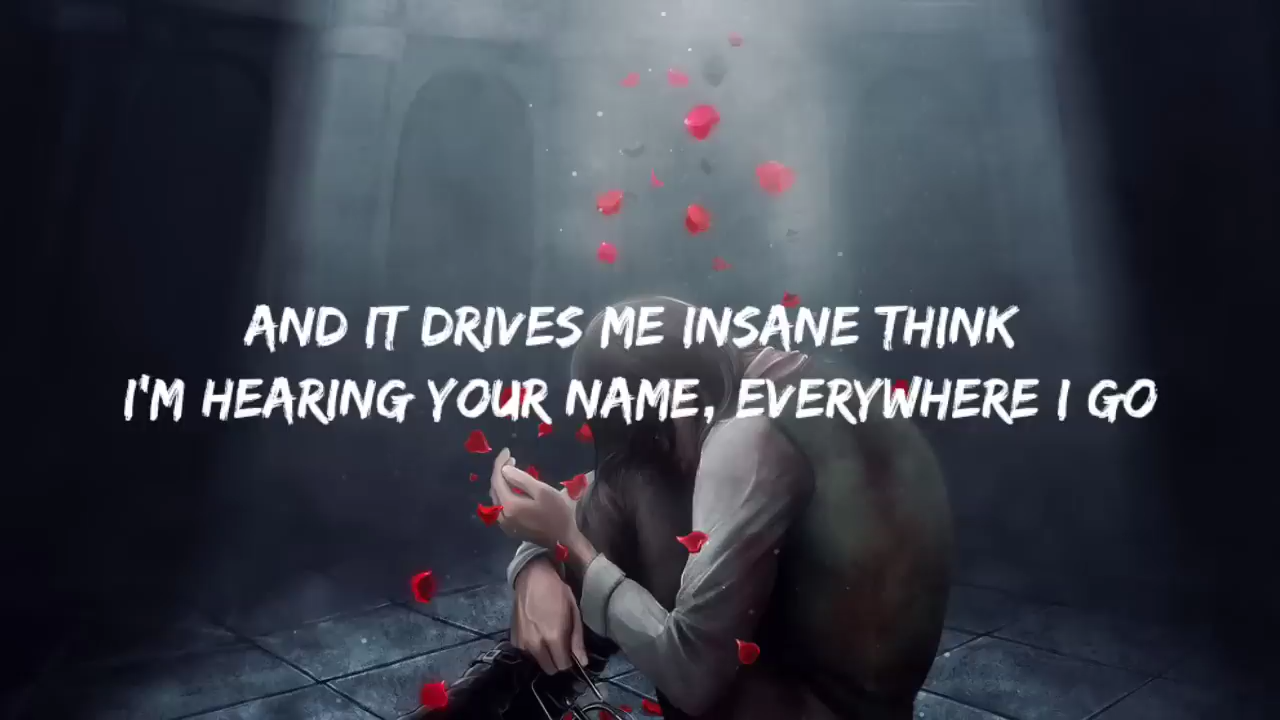 AND IT DRIVES ME INSANE THINK
I'M HEARING YOUR NAME, EVERYWHERE I GO